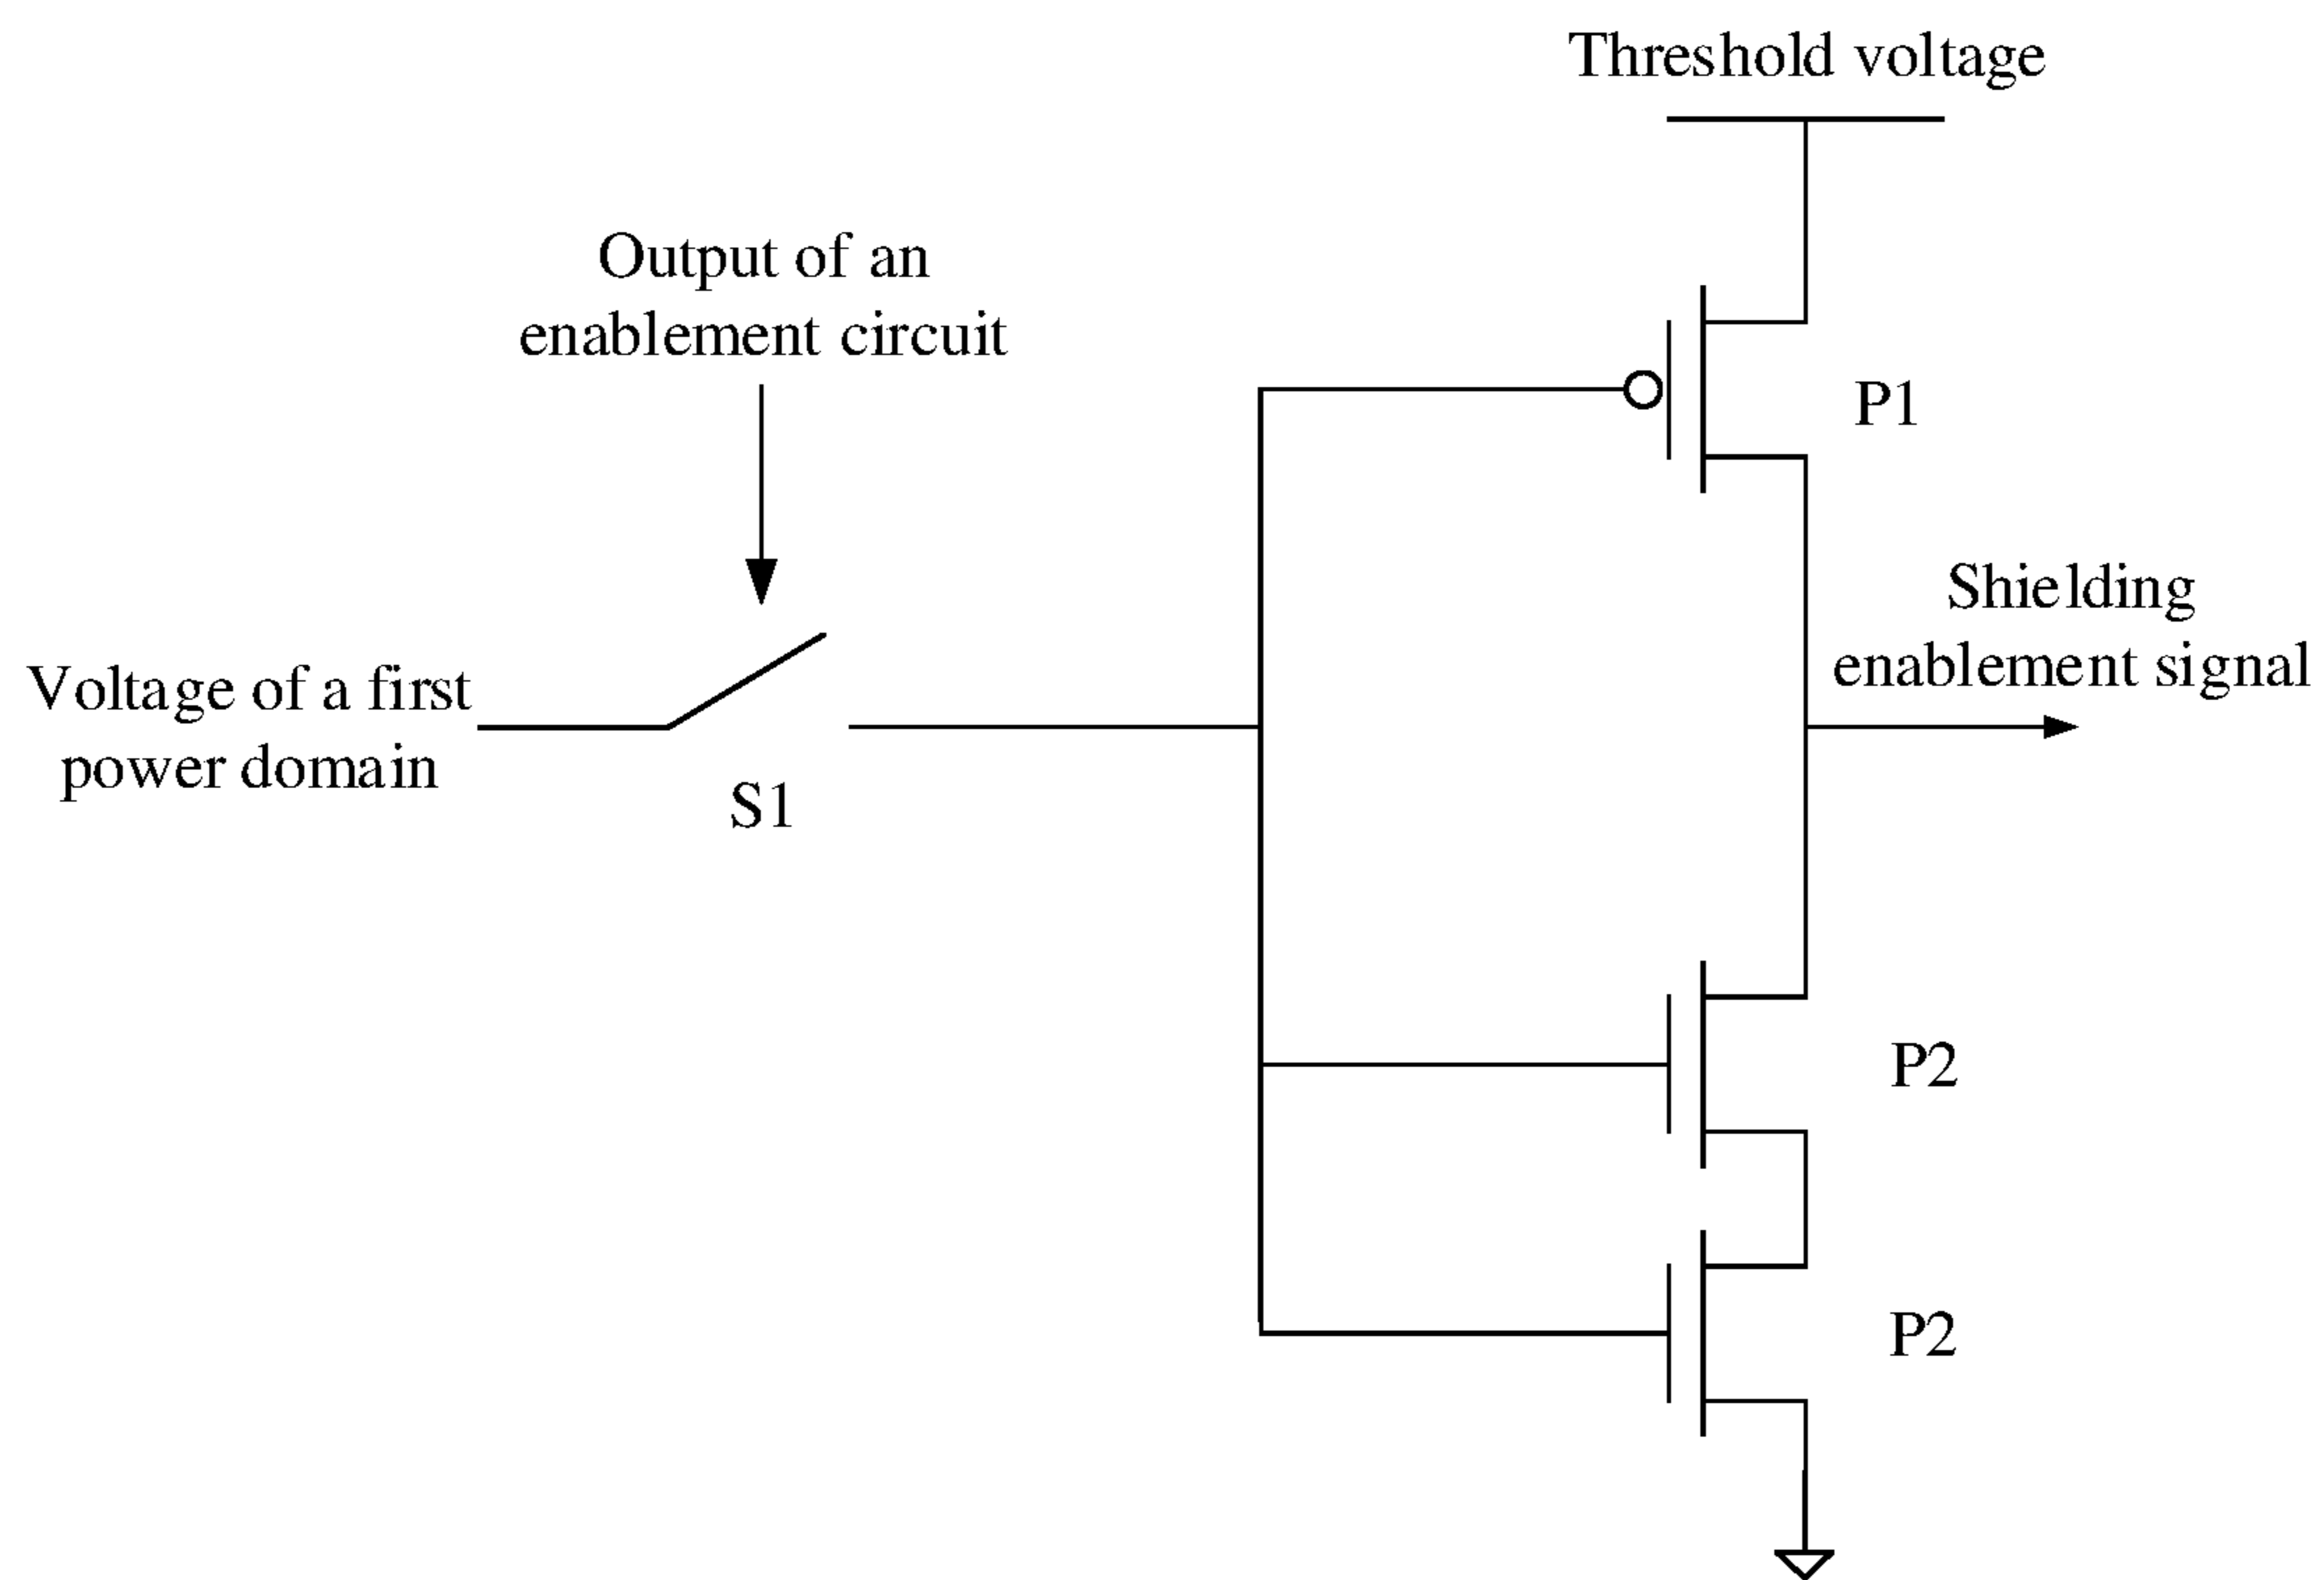 Threshold voltage
Output of an
enablement circuit
P1
Shielding
enablement signal
Voltage of a first
power domain
S1
P2
P2